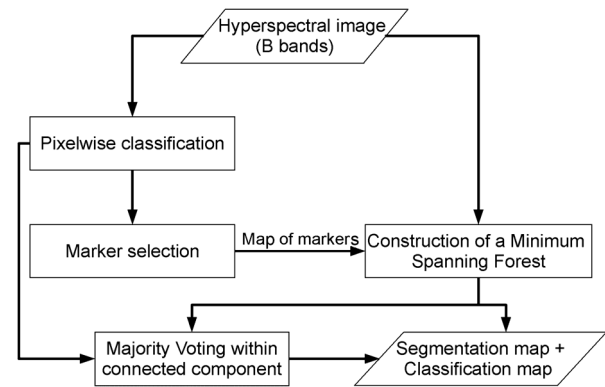 Hyperspectral image
(B bands)
Pixelwise classification
Marker selection
Map of markers
Construction of a Minimum
Spanning Forest
Majority Voting within
connected component
Segmentation map +
Classification map